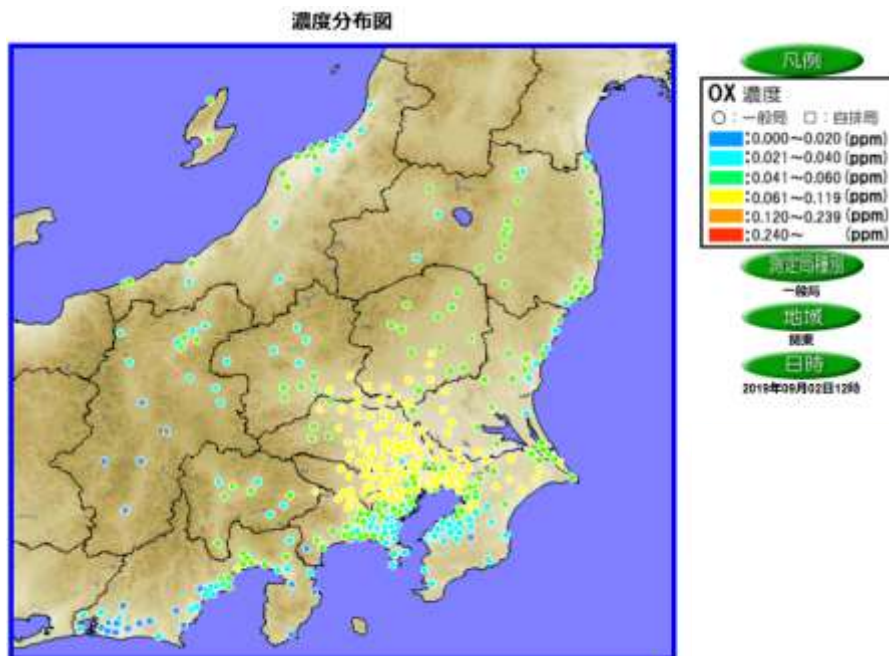 濃度分布図
凡例
OX 濃度
○：一般局 □：自排局
:0.000～0.020 (ppm)
:0.021～0.040 (ppm)
:0.041～0.060 (ppm)
:0.061～0.119 (ppm)
:0.120～0.239 (ppm)
:0.240～ (ppm)
測定局種別
一般局
地域
関東
日時
2019年09月02日12時